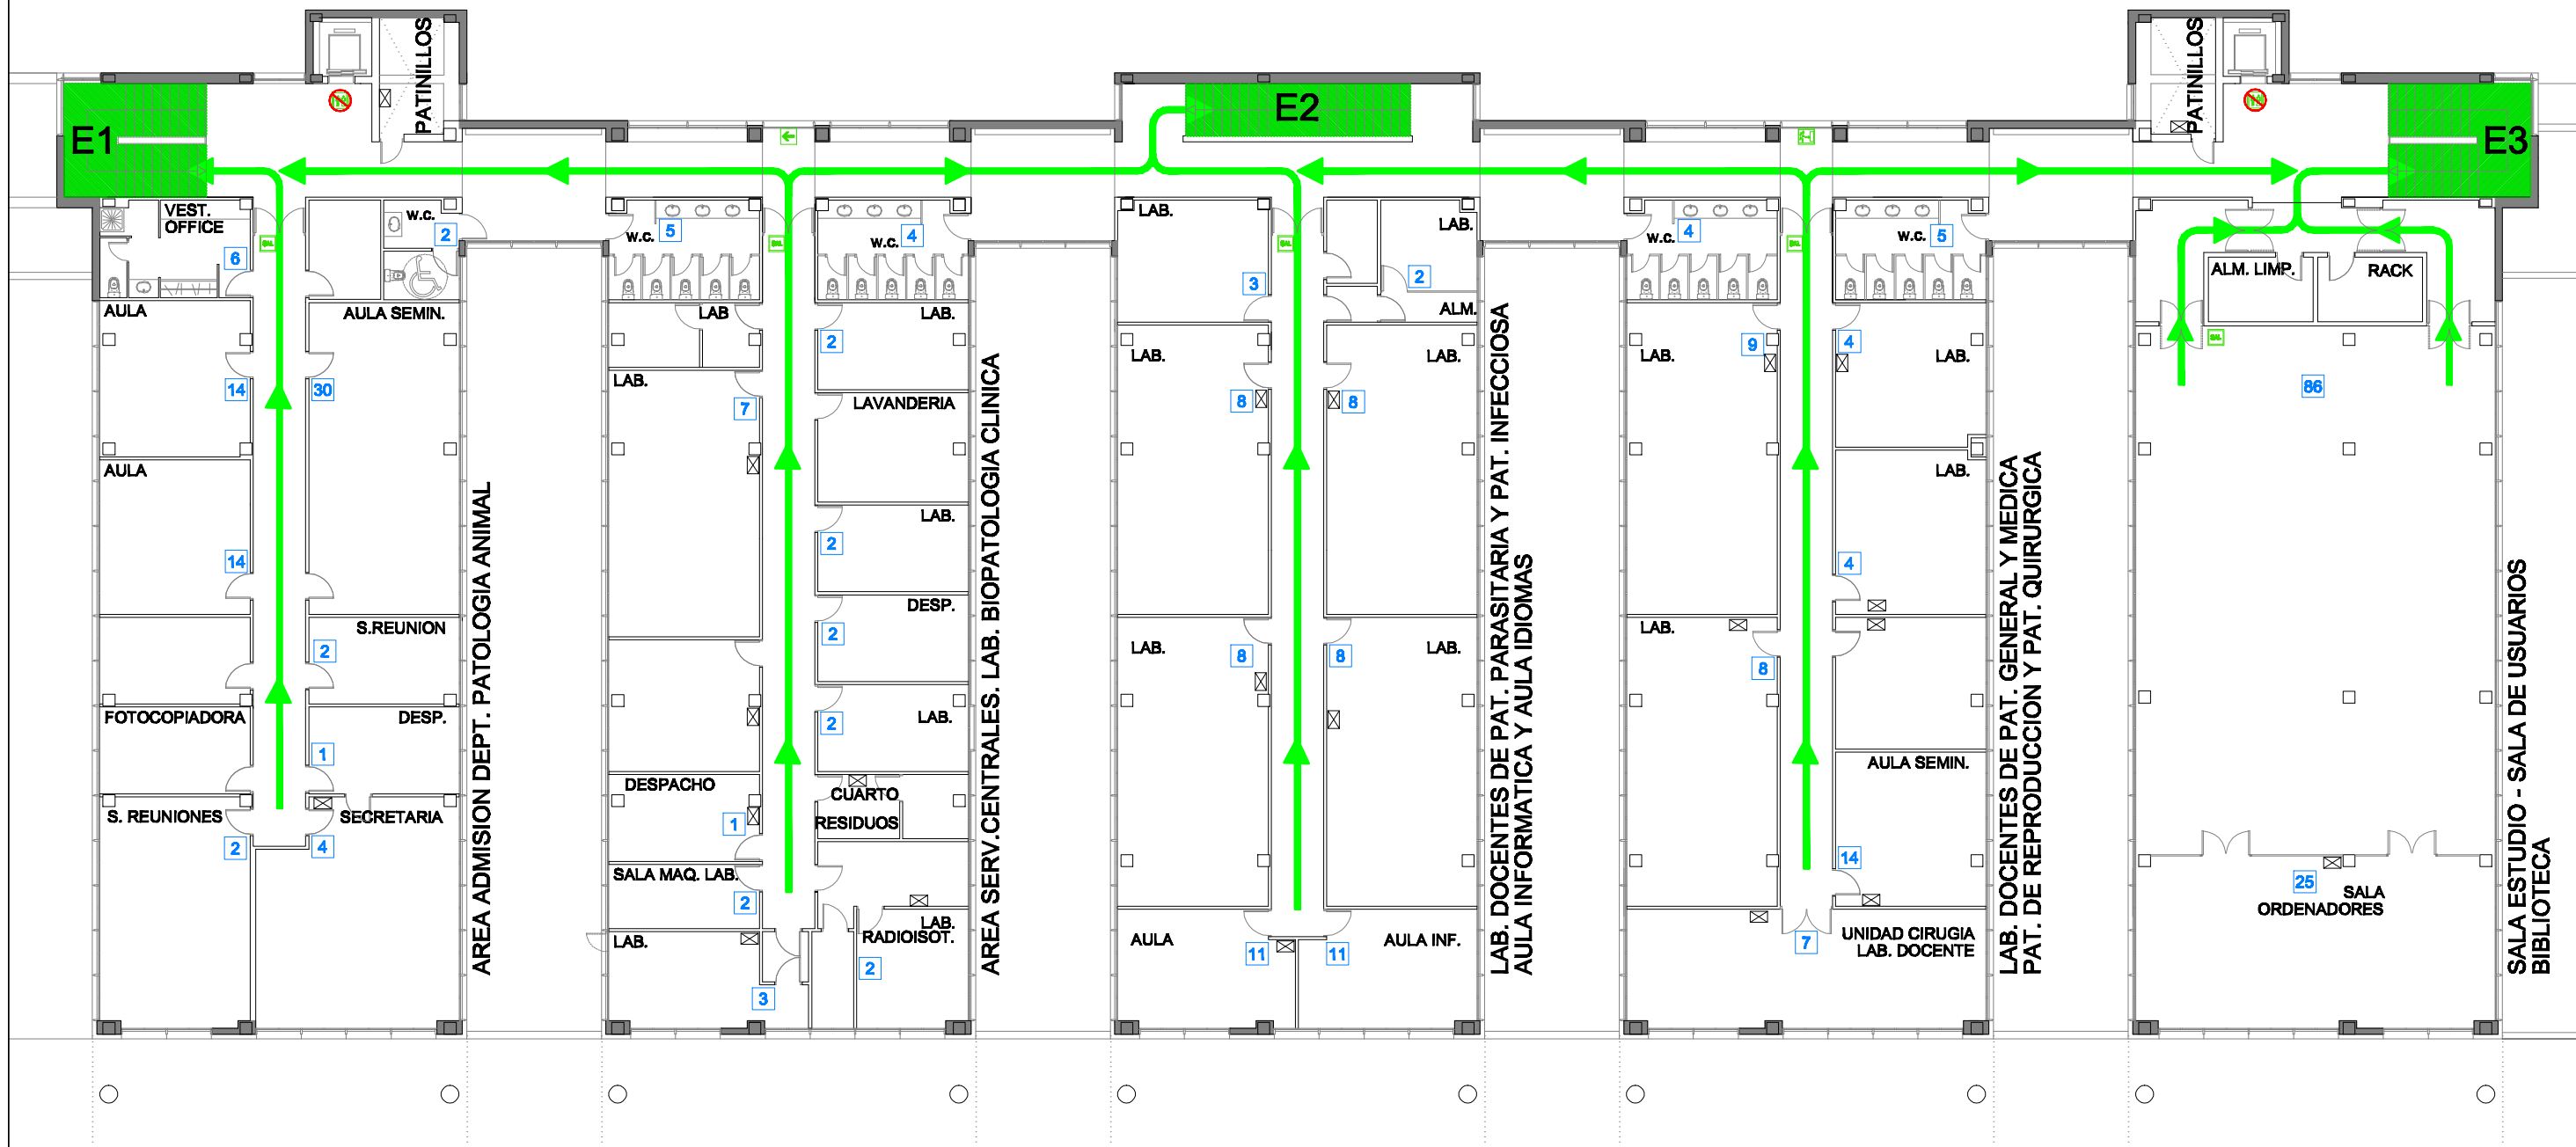 PATINILLOS
E1
VEST.
OFFICE
6
w.c.
2
AULA
14
AULA SEMIN.
30
AULA
14
S.REUNION
2
FOTOCOPIADORA
DESP.
1
S. REUNIONES
2
SECRETARIA
4
AREA ADMISION DEPT. PATOLOGIA ANIMAL
w.c.
5
w.c.
4
LAB
LAB.
2
LAB.
7
LAVANDERIA
LAB.
2
DESP.
2
LAB.
2
DESPACHO
1
CUARTO
RESIDUOS
SALA MAQ. LAB.
2
LAB.
3
LAB.
RADIOISOT.
2
AREA SERV.CENTRALES. LAB. BIOPATOLOGIA CLINICA
E2
LAB.
3
LAB.
2
ALM.
LAB.
8
LAB.
8
LAB.
8
LAB.
8
AULA
11
AULA INF.
11
LAB. DOCENTES DE PAT. PARASITARIA Y PAT. INFECCIOSA
AULA INFORMATICA Y AULA IDIOMAS
w.c.
4
w.c.
5
LAB.
9
LAB.
4
LAB.
4
LAB.
8
AULA SEMIN.
14
7
UNIDAD CIRUGIA
LAB. DOCENTE
LAB. DOCENTES DE PAT. GENERAL Y MEDICA
PAT. DE REPRODUCCION Y PAT. QUIRURGICA
PATINILLOS
E3
ALM. LIMP.
RACK
86
25
SALA
ORDENADORES
SALA ESTUDIO - SALA DE USUARIOS
BIBLIOTECA